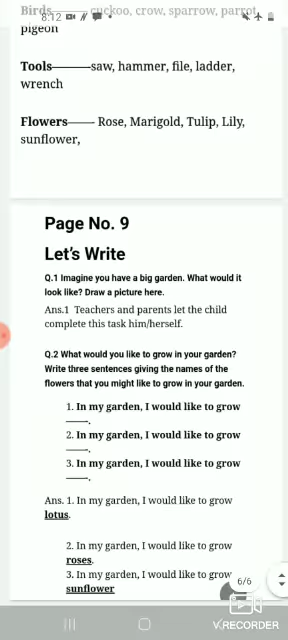 Birds—— cuckoo, crow, sparrow, parrot,
8:12
pigeon
Tools———saw, hammer, file, ladder,
wrench
Flowers—— Rose, Marigold, Tulip, Lily,
sunflower,
Page No. 9
Let's Write
Q.1 Imagine you have a big garden. What would it
look like? Draw a picture here.
Ans.1 Teachers and parents let the child
complete this task him/herself.
Q.2 What would you like to grow in your garden?
Write three sentences giving the names of the
flowers that you might like to grow in your garden.
1. In my garden, I would like to grow
——.
2. In my garden, I would like to grow
——.
3. In my garden, I would like to grow
——.
Ans. 1. In my garden, I would like to grow
lotus.
2. In my garden, I would like to grow
roses.
3. In my garden, I would like to grow
sunflower
6/6
V.RECORDER